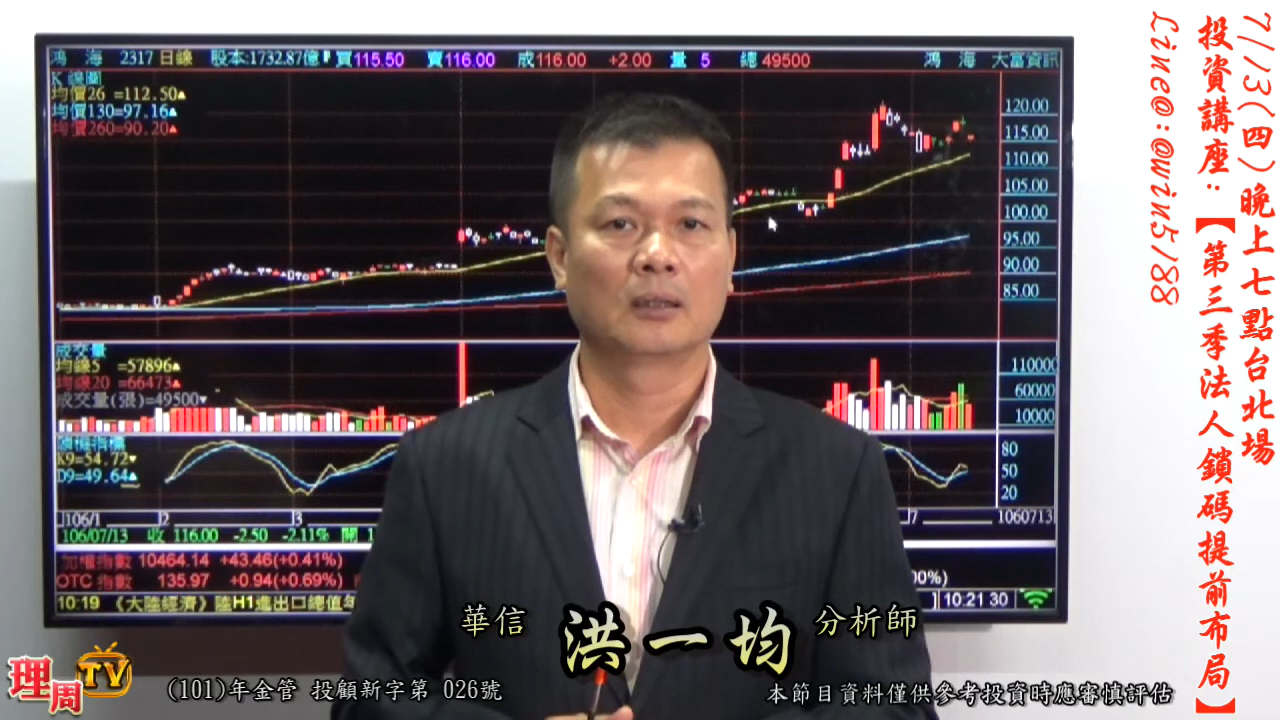 鴻 海 2317 日線 股本:1732.87億 買115.50 賣116.00 成116.00 +2.00 量 5 總 49500 鴻 海 大富資訊
K 線圖
均價26 =112.50▲
均價130=97.16▲
均價260=90.20▲
120.00
115.00
110.00
105.00
100.00
95.00
90.00
85.00
成交量
均線5 =57896▲
均線20 =66473▲
成交量(張)=49500▼
110000
60000
10000
K9=54.72▼
D9=49.64▲
80
50
20
106/1 2 3 7 1060713
106/07/13 收 116.00 -2.50 -2.11% 開 1
加權指數 10464.14 +43.46(+0.41%)
OTC 指數 135.97 +0.94(+0.69%)
00%)
10:19 《大陸經濟》陸H1進出口總值年
10:21 30
7/13(四)晚上七點台北場
投資講座:【第三季法人鎖碼提前布局】
Line@:@win5188
華信 洪一均 分析師
理周TV
(101)年金管 投顧新字第 026號
本節目資料僅供參考投資時應審慎評估